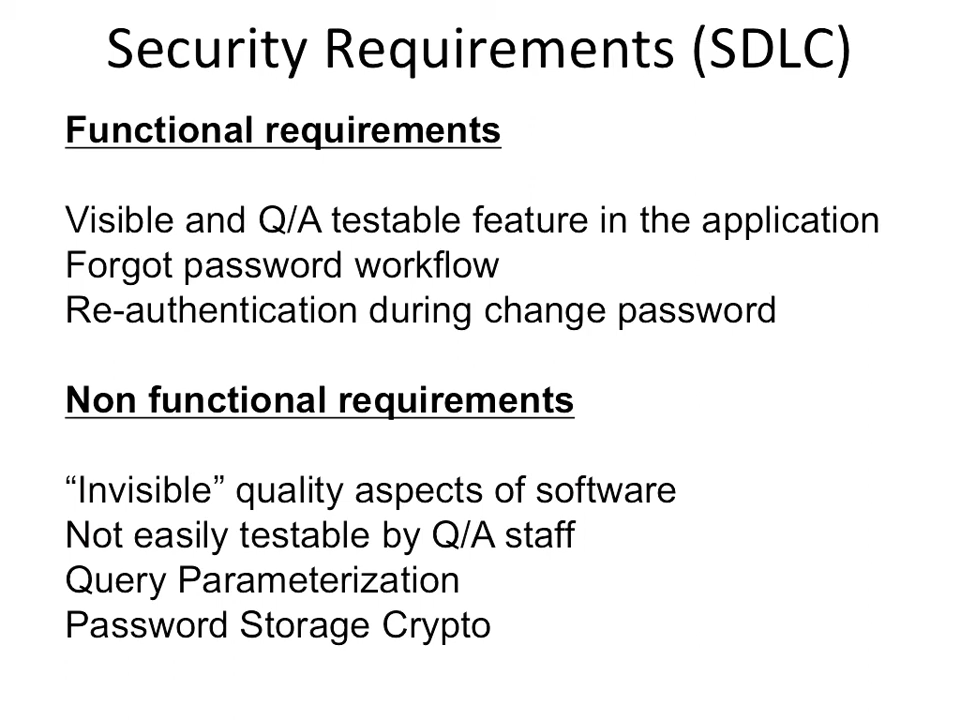 Security Requirements (SDLC)
Functional requirements
Visible and Q/A testable feature in the application
Forgot password workflow
Re-authentication during change password
Non functional requirements
“Invisible” quality aspects of software
Not easily testable by Q/A staff
Query Parameterization
Password Storage Crypto